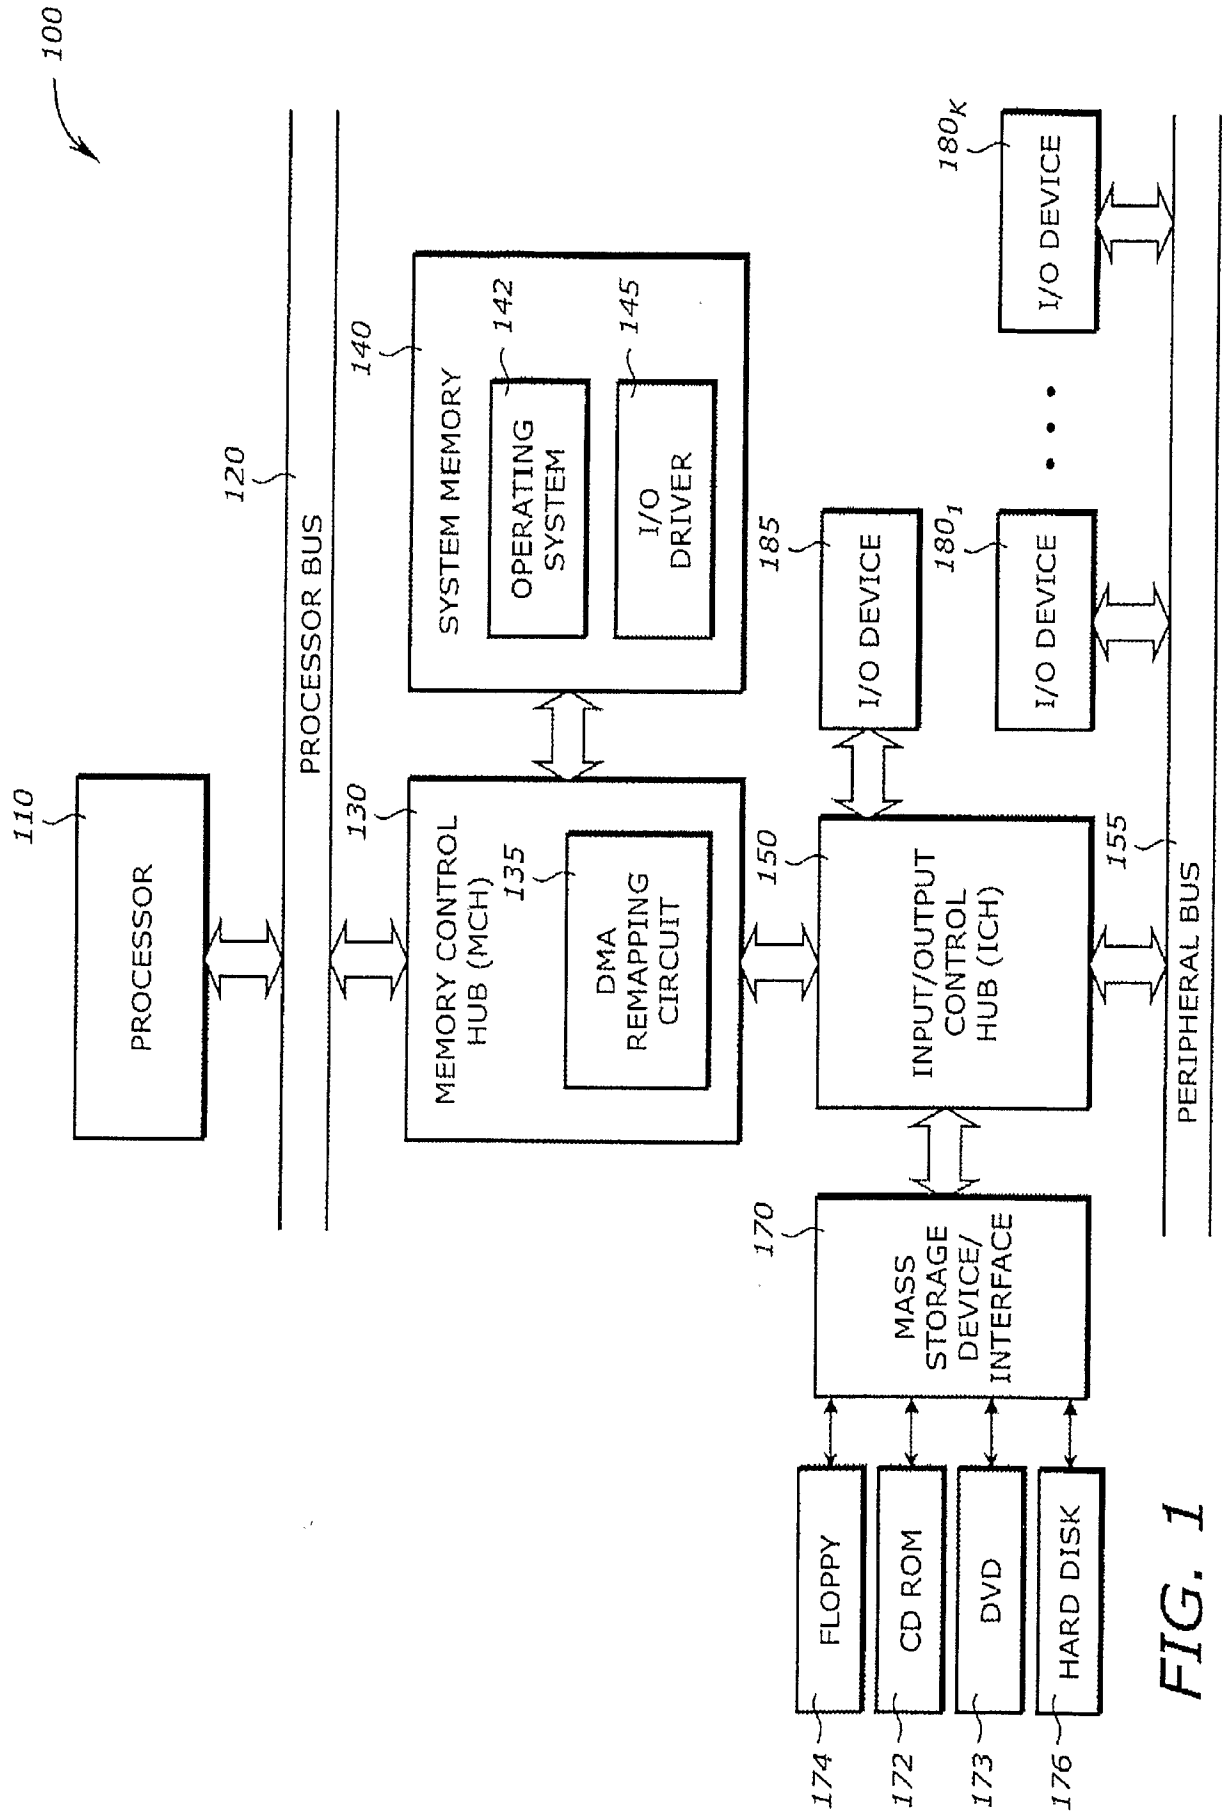 100
110
PROCESSOR
120
PROCESSOR BUS
130
MEMORY CONTROL
HUB (MCH)
135
DMA
REMAPPING
CIRCUIT
140
SYSTEM MEMORY
142
OPERATING
SYSTEM
145
I/O
DRIVER
150
INPUT/OUTPUT
CONTROL
HUB (ICH)
185
I/O DEVICE
170
MASS
STORAGE
DEVICE/
INTERFACE
174
FLOPPY
172
CD ROM
173
DVD
176
HARD DISK
180₁
I/O DEVICE
• • •
180K
I/O DEVICE
155
PERIPHERAL BUS
FIG. 1